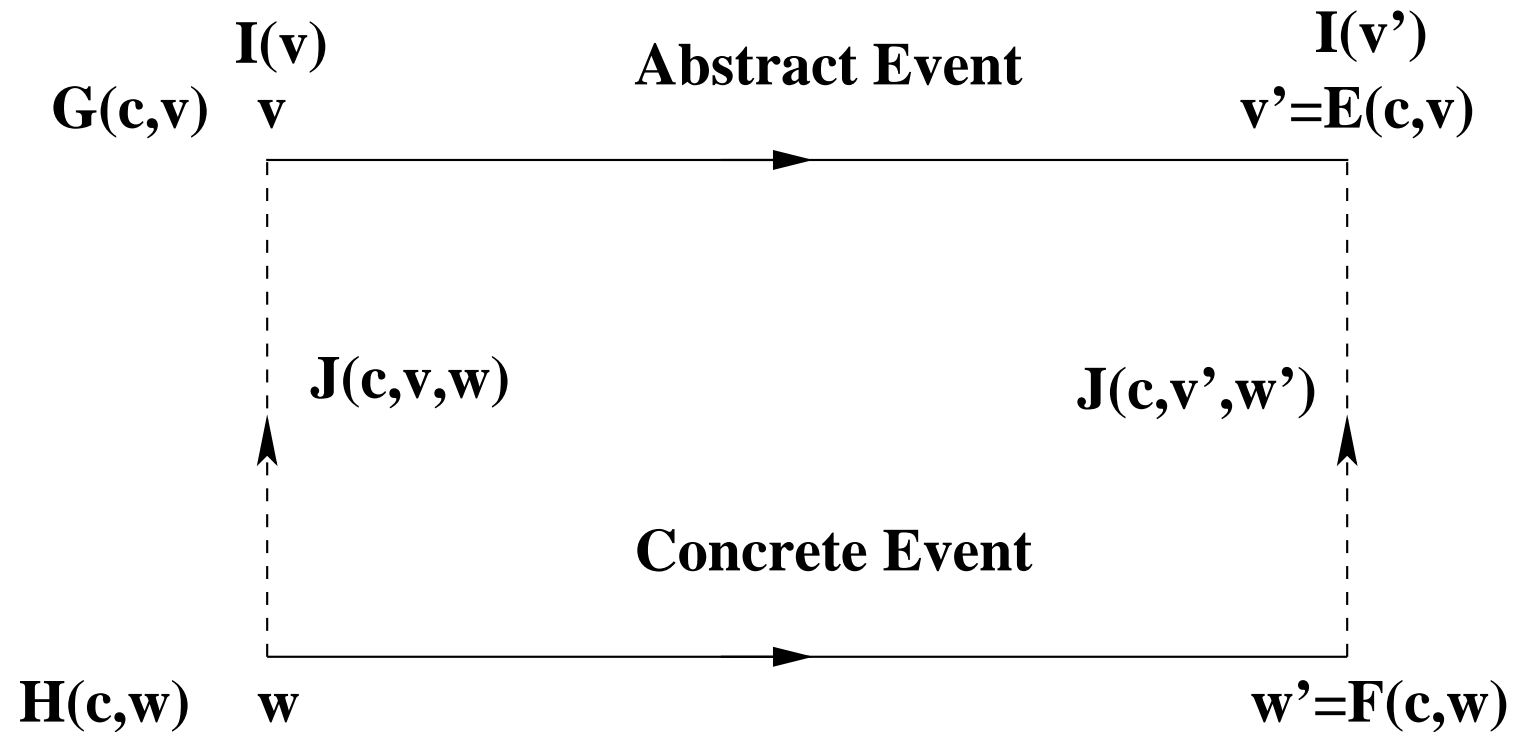 I(v)
Abstract Event
I(v’)
G(c,v) v
v’=E(c,v)
J(c,v,w)
J(c,v’,w’)
Concrete Event
H(c,w) w
w’=F(c,w)